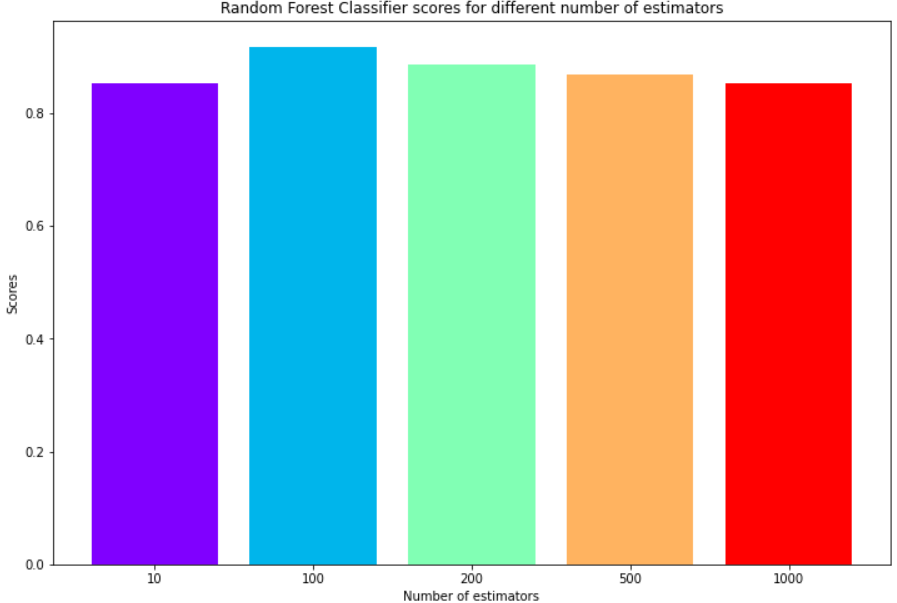 Random Forest Classifier scores for different number of estimators
0.8
0.6
0.4
0.2
0.0
Scores
10 100 200 500 1000
Number of estimators